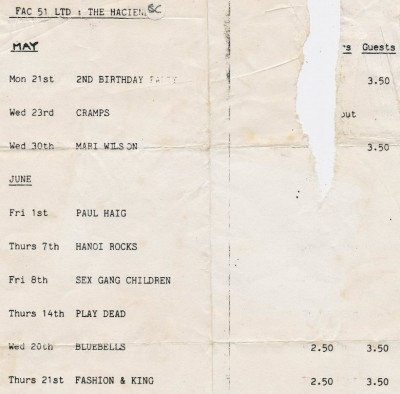 FAC 51 LTD : THE HACIEN
MAY rs Guests
Mon 21st 2ND BIRTHDAY PARTY 3.50
Wed 23rd CRAMPS out
Wed 30th MARI WILSON 3.50
JUNE
Fri 1st PAUL HAIG
Thurs 7th HANOI ROCKS
Fri 8th SEX GANG CHILDREN
Thurs 14th PLAY DEAD
Wed 20th BLUEBELLS 2.50 3.50
Thurs 21st FASHION & KING 2.50 3.50